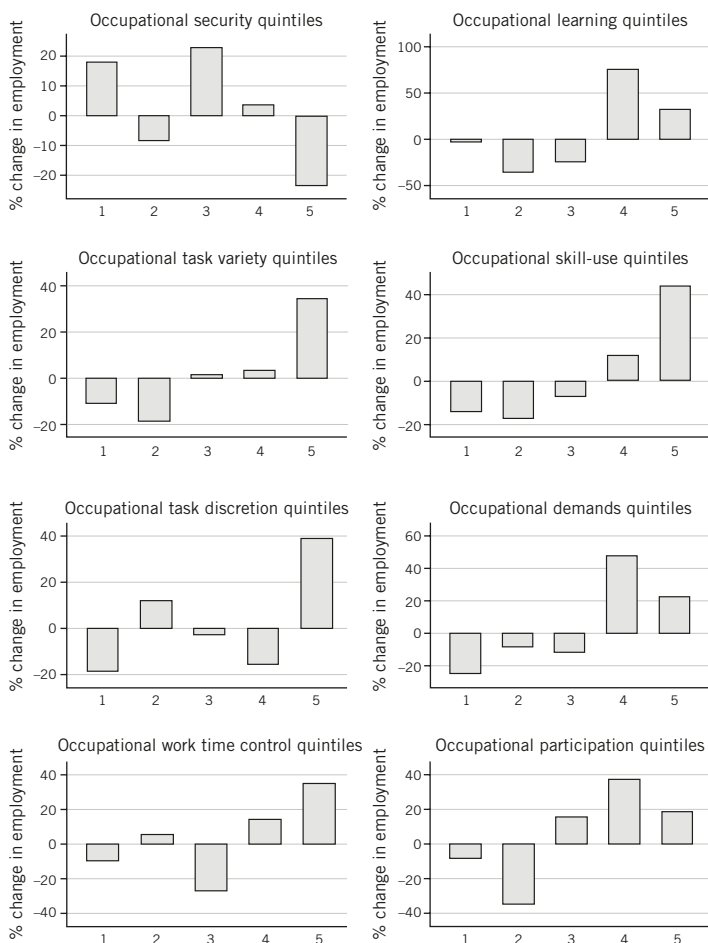 Occupational security quintiles
% change in employment
20
10
0
–10
–20
1 2 3 4 5
Occupational learning quintiles
% change in employment
100
50
0
–50
1 2 3 4 5
Occupational task variety quintiles
% change in employment
40
20
0
–20
1 2 3 4 5
Occupational skill-use quintiles
% change in employment
40
20
0
–20
1 2 3 4 5
Occupational task discretion quintiles
% change in employment
40
20
0
–20
1 2 3 4 5
Occupational demands quintiles
% change in employment
60
40
20
0
–20
1 2 3 4 5
Occupational work time control quintiles
% change in employment
40
20
0
–20
–40
1 2 3 4 5
Occupational participation quintiles
% change in employment
40
20
0
–20
–40
1 2 3 4 5